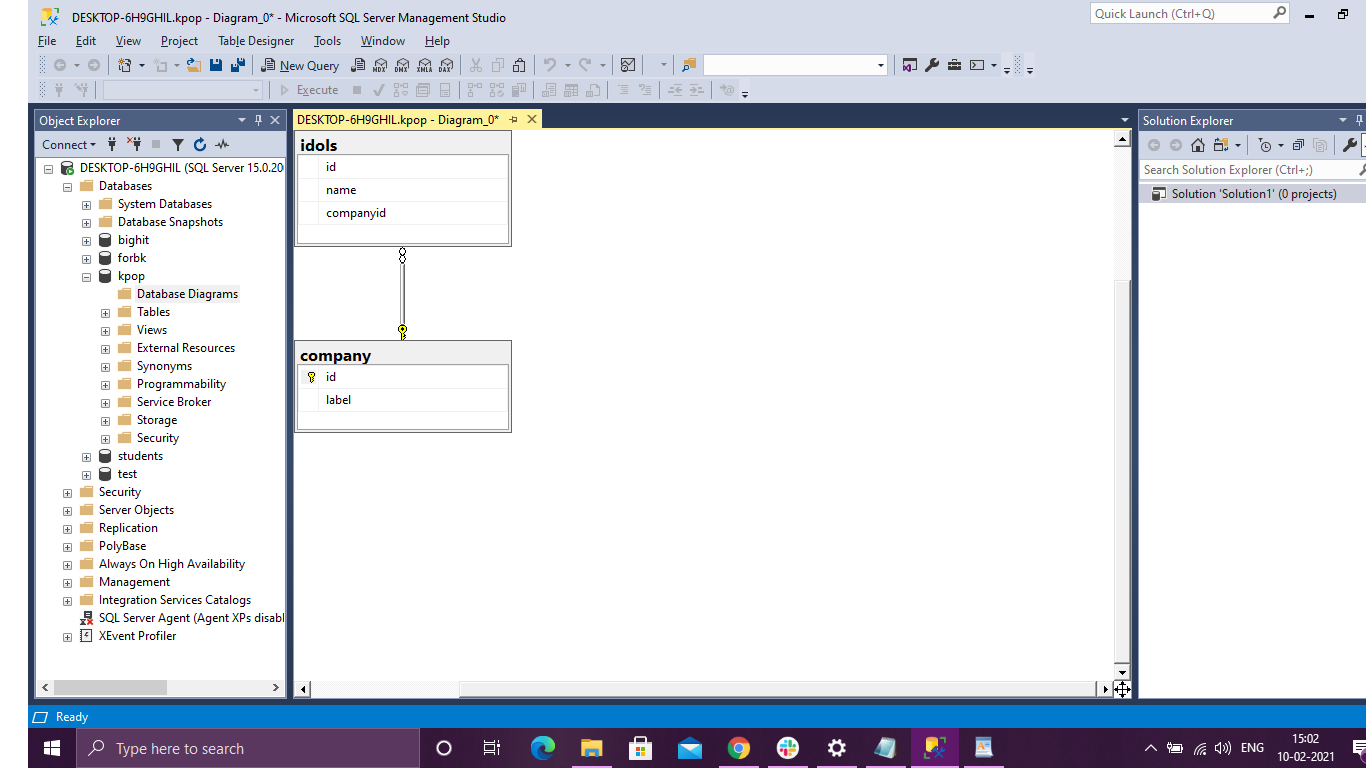 DESKTOP-6H9GHIL.kpop - Diagram_0* - Microsoft SQL Server Management Studio
Quick Launch (Ctrl+Q)
File Edit View Project Table Designer Tools Window Help
New Query MDX DMX XMLA DAX
Execute
Object Explorer
Connect
DESKTOP-6H9GHIL (SQL Server 15.0.20
Databases
System Databases
Database Snapshots
bighit
forbk
kpop
Database Diagrams
Tables
Views
External Resources
Synonyms
Programmability
Service Broker
Storage
Security
students
test
Security
Server Objects
Replication
PolyBase
Always On High Availability
Management
Integration Services Catalogs
SQL Server Agent (Agent XPs disabl
XEvent Profiler
DESKTOP-6H9GHIL.kpop - Diagram_0*
idols
id
name
companyid
company
id
label
Solution Explorer
Search Solution Explorer (Ctrl+;)
Solution 'Solution1' (0 projects)
Ready
Type here to search
ENG
15:02
10-02-2021